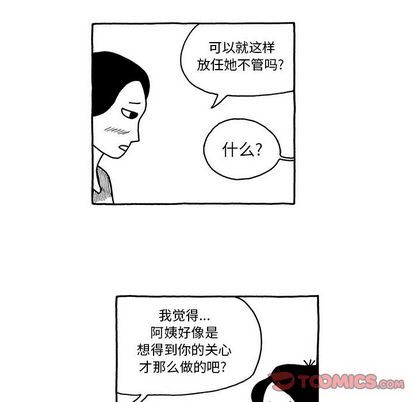 可以就这样
放任她不管吗?
什么?
我觉得...
阿姨好像是
想得到你的关心
才那么做的吧?
TOOMICS.COM